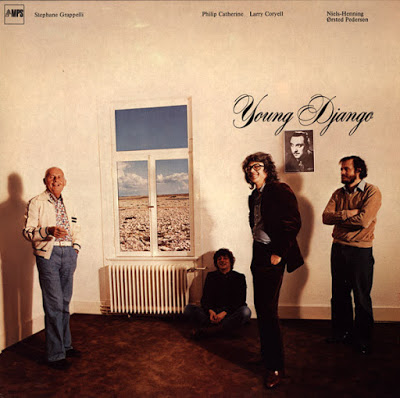 MPS
Stephane Grappelli
Philip Catherine
Larry Coryell
Niels-Henning
Ørsted Pedersen
Young Django